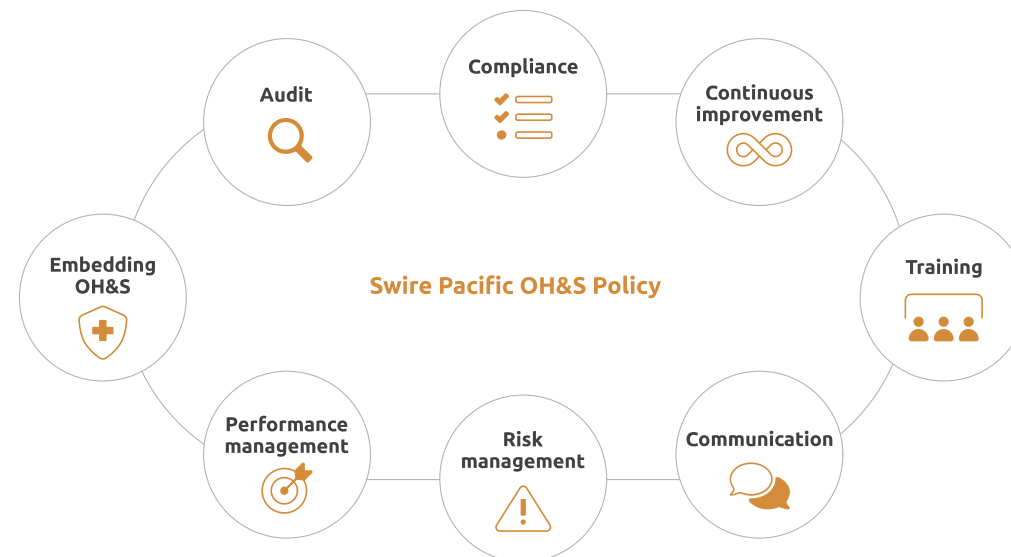 Compliance
Audit
Continuous
improvement
Embedding
OH&S
Swire Pacific OH&S Policy
Training
Performance
management
Risk
management
Communication